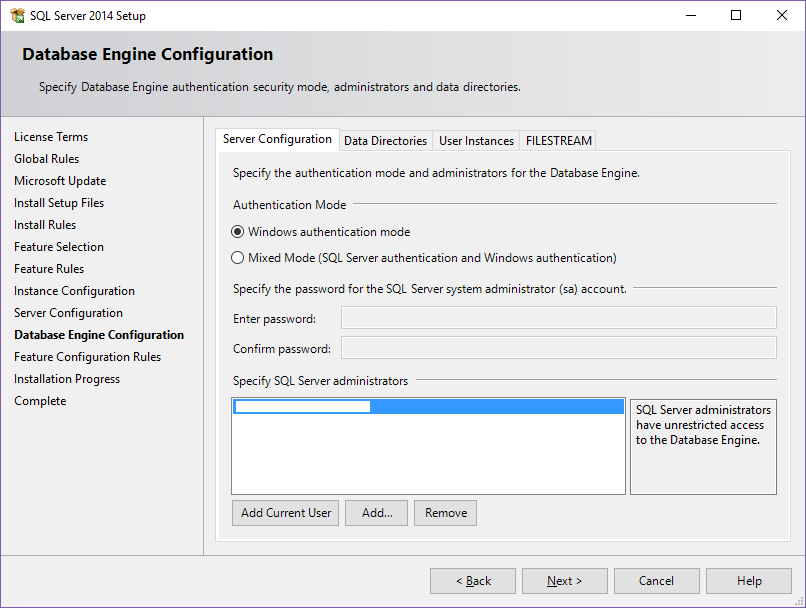 SQL Server 2014 Setup
Database Engine Configuration
Specify Database Engine authentication security mode, administrators and data directories.
License Terms
Global Rules
Microsoft Update
Install Setup Files
Install Rules
Feature Selection
Feature Rules
Instance Configuration
Server Configuration
Database Engine Configuration
Feature Configuration Rules
Installation Progress
Complete
Server Configuration Data Directories User Instances FILESTREAM
Specify the authentication mode and administrators for the Database Engine.
Authentication Mode
Windows authentication mode
Mixed Mode (SQL Server authentication and Windows authentication)
Specify the password for the SQL Server system administrator (sa) account.
Enter password:
Confirm password:
Specify SQL Server administrators
SQL Server administrators
have unrestricted access
to the Database Engine.
Add Current User Add... Remove
< Back Next > Cancel Help